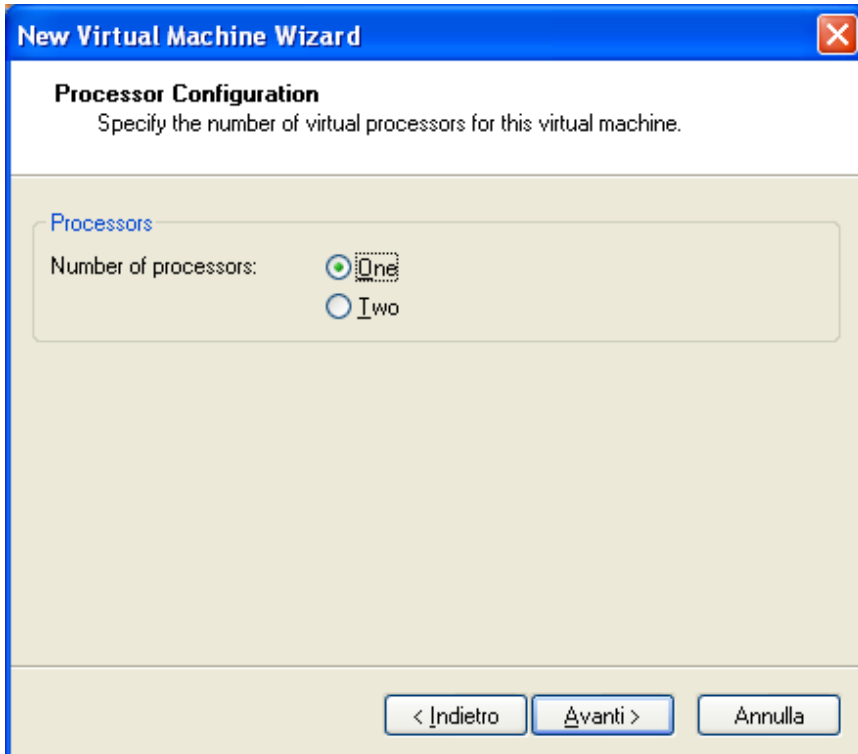 New Virtual Machine Wizard
Processor Configuration
Specify the number of virtual processors for this virtual machine.
Processors
Number of processors: One
Two
< Indietro Avanti > Annulla